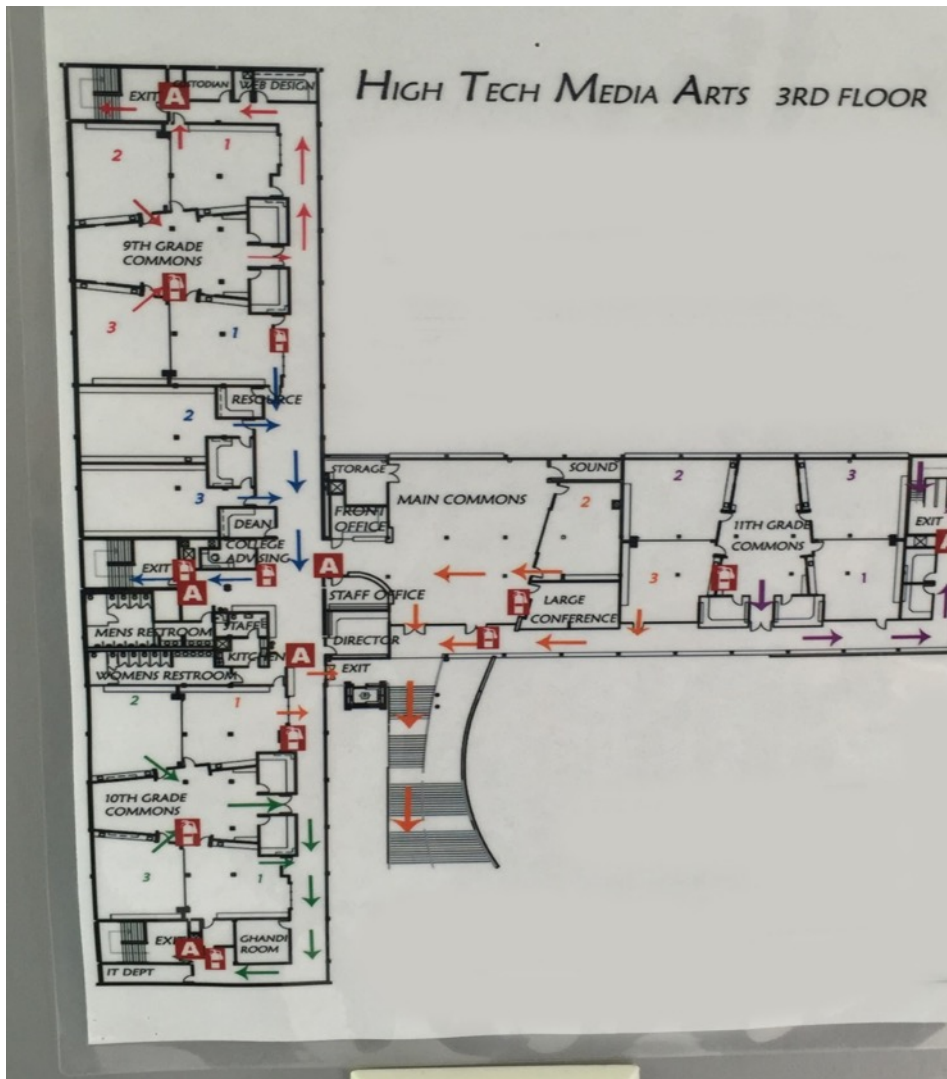 HIGH TECH MEDIA ARTS 3RD FLOOR
EXIT
A
CUSTODIAN
WEB DESIGN
2
1
9TH GRADE
COMMONS
3
1
RESOURCE
2
3
DEAN
COLLEGE
ADVISING
EXIT
A
MENS RESTROOM
STAFF
KITCHEN
WOMENS RESTROOM
A
A
STORAGE
FRONT
OFFICE
MAIN COMMONS
SOUND
2
STAFF OFFICE
LARGE
CONFERENCE
DIRECTOR
EXIT
2
3
11TH GRADE
COMMONS
3
1
EXIT
A
2
1
10TH GRADE
COMMONS
3
1
EXIT
A
GHANDI
ROOM
IT DEPT